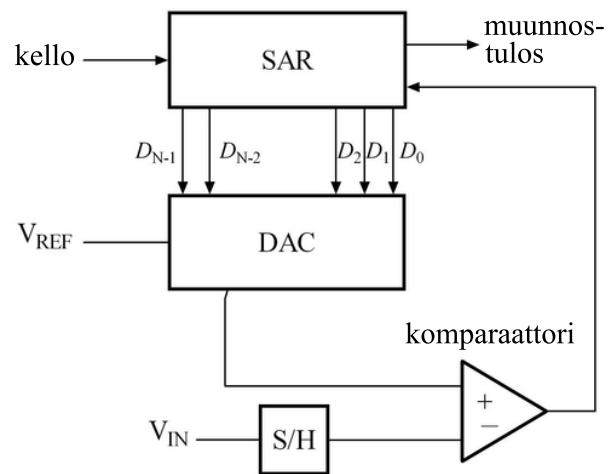 muunnos-
tulos
kello
SAR
D_N-1 D_N-2 D_2 D_1 D_0
V_REF
DAC
komparaattori
+
−
V_IN
S/H